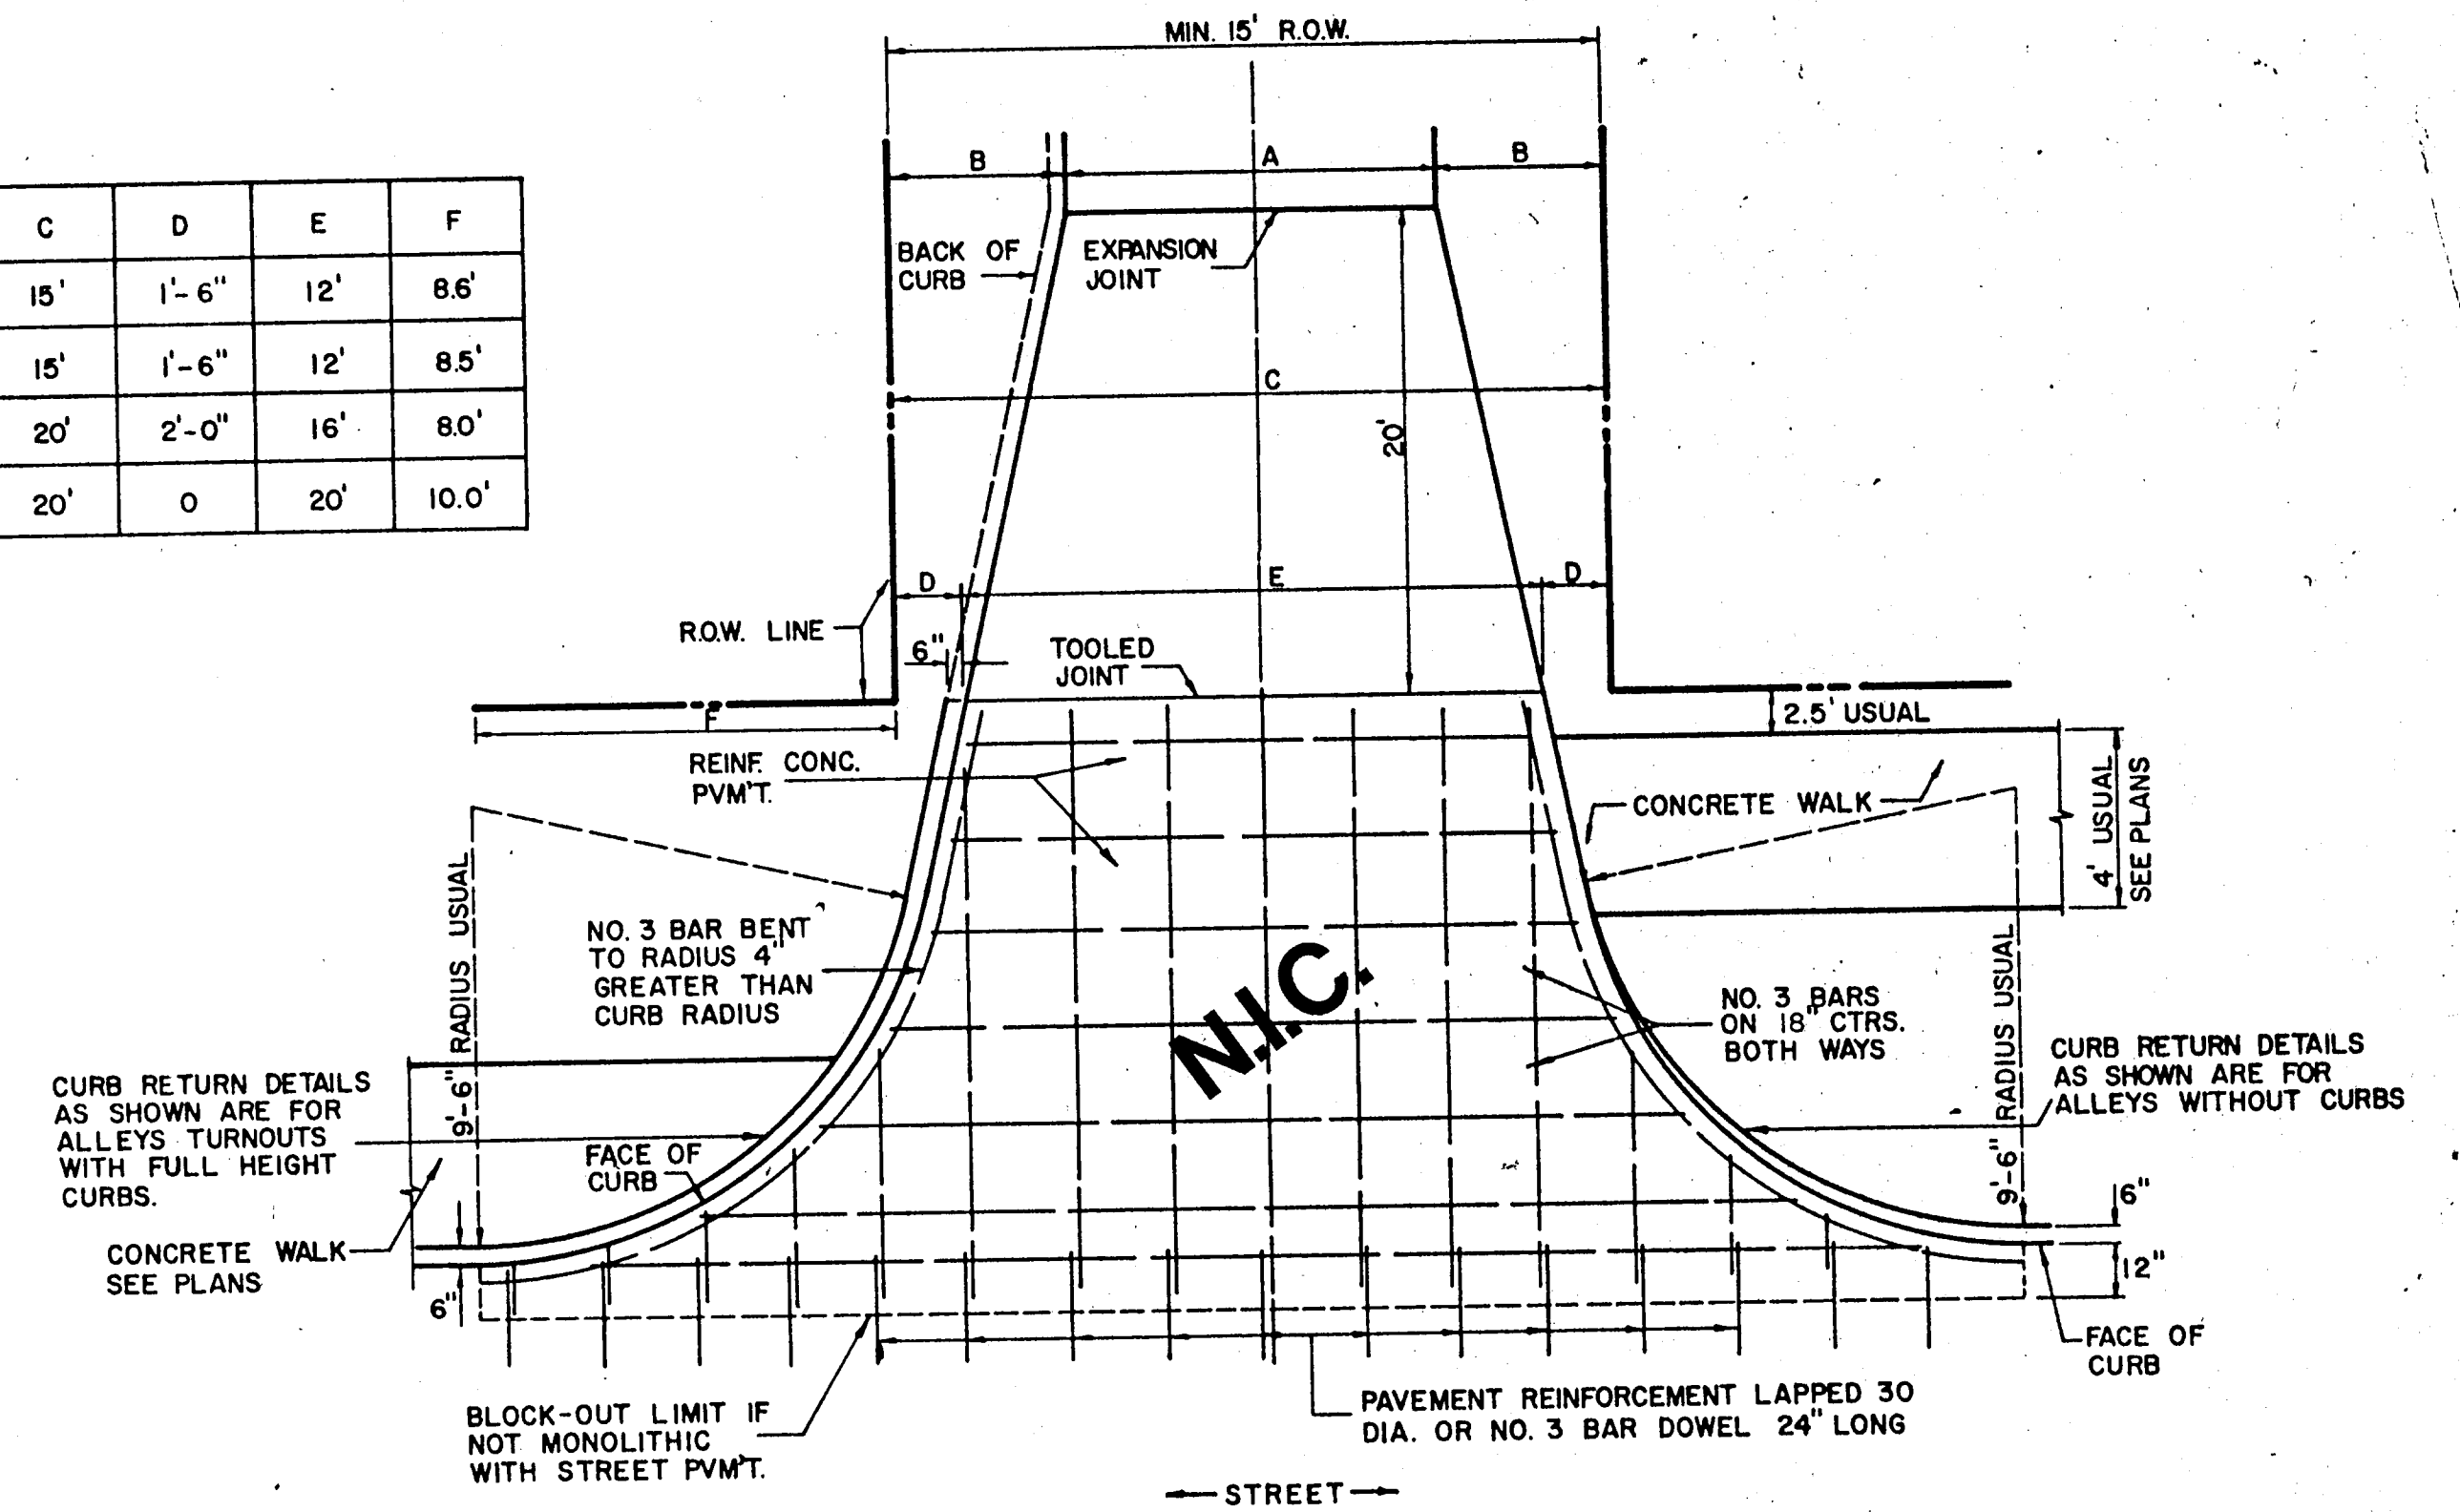 MIN. 15' R.O.W.
B
A
B
C D E F
15' 1'-6" 12' 8.6'
15' 1'-6" 12' 8.5'
20' 2'-0" 16' 8.0'
20' 0 20' 10.0'
BACK OF
CURB
EXPANSION
JOINT
C
20'
D
E
D
R.O.W. LINE
6"
TOOLED
JOINT
F
2.5' USUAL
REINF. CONC.
PVM'T.
CONCRETE WALK
4' USUAL
SEE PLANS
9'-6" RADIUS USUAL
NO. 3 BAR BENT
TO RADIUS 4"
GREATER THAN
CURB RADIUS
N.I.C.
NO. 3 BARS
ON 18" CTRS.
BOTH WAYS
9'-6" RADIUS USUAL
CURB RETURN DETAILS
AS SHOWN ARE FOR
ALLEYS WITHOUT CURBS
CURB RETURN DETAILS
AS SHOWN ARE FOR
ALLEYS TURNOUTS
WITH FULL HEIGHT
CURBS.
FACE OF
CURB
6"
CONCRETE WALK
SEE PLANS
6"
12"
FACE OF
CURB
BLOCK-OUT LIMIT IF
NOT MONOLITHIC
WITH STREET PVM'T.
PAVEMENT REINFORCEMENT LAPPED 30
DIA. OR NO. 3 BAR DOWEL 24" LONG
STREET